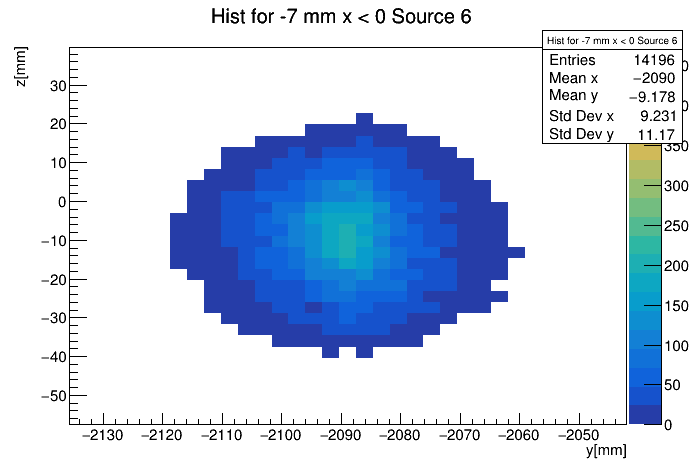 Hist for -7 mm x < 0 Source 6
Hist for -7 mm x < 0 Source 6
Entries 14196
Mean x −2090
Mean y −9.178
Std Dev x 9.231
Std Dev y 11.17
z[mm]
30
20
10
0
−10
−20
−30
−40
−50
−2130 −2120 −2110 −2100 −2090 −2080 −2070 −2060 −2050
y[mm]
350
300
250
200
150
100
50
0